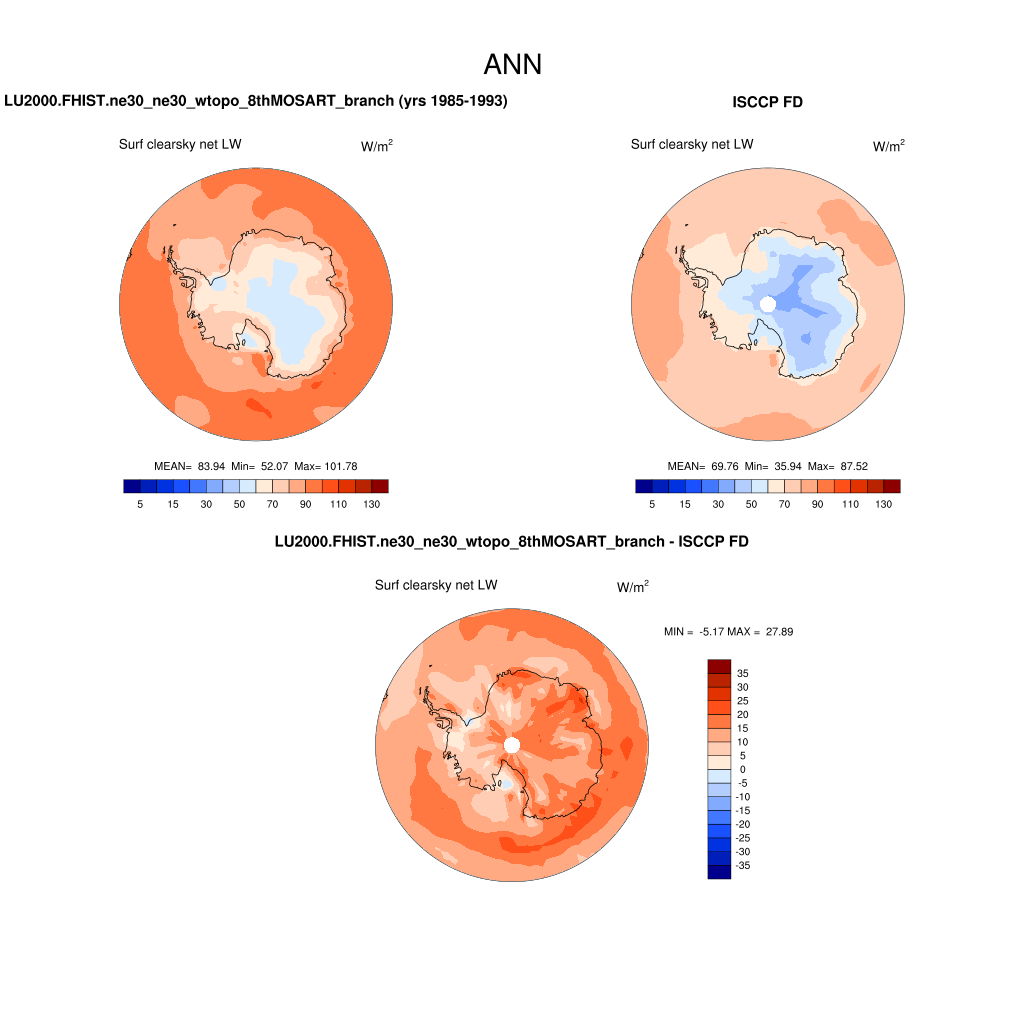 ANN
LU2000.FHIST.ne30_ne30_wtopo_8thMOSART_branch (yrs 1985-1993)
ISCCP FD
Surf clearsky net LW W/m2
Surf clearsky net LW W/m2
MEAN= 83.94 Min= 52.07 Max= 101.78
MEAN= 69.76 Min= 35.94 Max= 87.52
5 15 30 50 70 90 110 130
5 15 30 50 70 90 110 130
LU2000.FHIST.ne30_ne30_wtopo_8thMOSART_branch - ISCCP FD
Surf clearsky net LW W/m2
MIN = -5.17 MAX = 27.89
35
30
25
20
15
10
5
0
-5
-10
-15
-20
-25
-30
-35